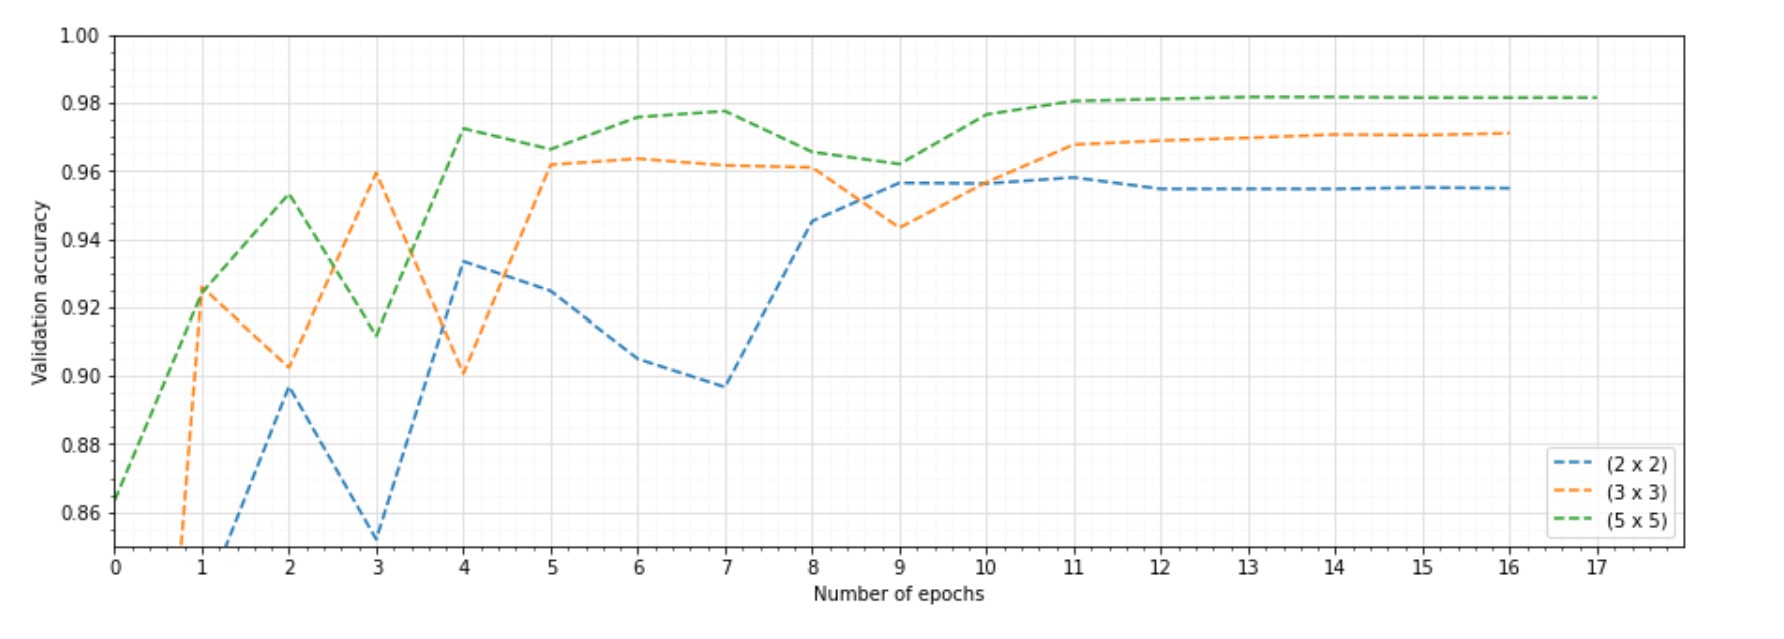 1.00
0.98
0.96
0.94
0.92
0.90
0.88
0.86
Validation accuracy
0 1 2 3 4 5 6 7 8 9 10 11 12 13 14 15 16 17
Number of epochs
(2 x 2)
(3 x 3)
(5 x 5)